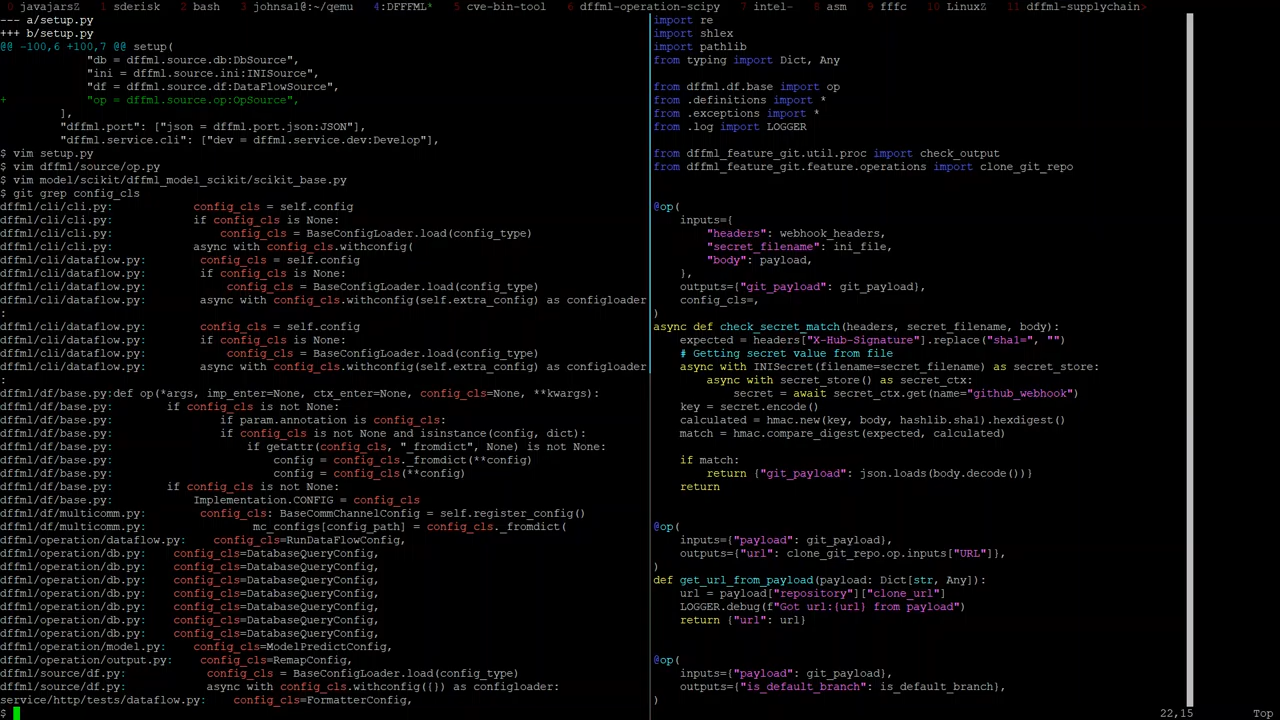 0 javajarsZ   1 sderisk   2 bash   3 johnsal@:~/qemu   4:DFFFML*   5 cve-bin-tool   6 dffml-operation-scipy   7 intel-   8 asm   9 fffc   10 LinuxZ   11 dffml-supplychain>
--- a/setup.py
+++ b/setup.py
@@ -100,6 +100,7 @@ setup(
             "db = dffml.source.db:DbSource",
             "ini = dffml.source.ini:INISource",
             "df = dffml.source.df:DataFlowSource",
+            "op = dffml.source.op:OpSource",
         ],
         "dffml.port": ["json = dffml.port.json:JSON"],
         "dffml.service.cli": ["dev = dffml.service.dev:Develop"],
$ vim setup.py
$ vim dffml/source/op.py
$ vim model/scikit/dffml_model_scikit/scikit_base.py
$ git grep config_cls
dffml/cli/cli.py:        config_cls = self.config
dffml/cli/cli.py:        if config_cls is None:
dffml/cli/cli.py:            config_cls = BaseConfigLoader.load(config_type)
dffml/cli/cli.py:        async with config_cls.withconfig(
dffml/cli/dataflow.py:        config_cls = self.config
dffml/cli/dataflow.py:        if config_cls is None:
dffml/cli/dataflow.py:            config_cls = BaseConfigLoader.load(config_type)
dffml/cli/dataflow.py:        async with config_cls.withconfig(self.extra_config) as configloader
:
dffml/cli/dataflow.py:        config_cls = self.config
dffml/cli/dataflow.py:        if config_cls is None:
dffml/cli/dataflow.py:            config_cls = BaseConfigLoader.load(config_type)
dffml/cli/dataflow.py:        async with config_cls.withconfig(self.extra_config) as configloader
:
dffml/df/base.py:def op(*args, imp_enter=None, ctx_enter=None, config_cls=None, **kwargs):
dffml/df/base.py:        if config_cls is not None:
dffml/df/base.py:                if param.annotation is config_cls:
dffml/df/base.py:                if config_cls is not None and isinstance(config, dict):
dffml/df/base.py:                    if getattr(config_cls, "_fromdict", None) is not None:
dffml/df/base.py:                        config = config_cls._fromdict(**config)
dffml/df/base.py:                        config = config_cls(**config)
dffml/df/base.py:        if config_cls is not None:
dffml/df/base.py:            Implementation.CONFIG = config_cls
dffml/df/multicomm.py:        config_cls: BaseCommChannelConfig = self.register_config()
dffml/df/multicomm.py:                mc_configs[config_path] = config_cls._fromdict(
dffml/operation/dataflow.py:    config_cls=RunDataFlowConfig,
dffml/operation/db.py:    config_cls=DatabaseQueryConfig,
dffml/operation/db.py:    config_cls=DatabaseQueryConfig,
dffml/operation/db.py:    config_cls=DatabaseQueryConfig,
dffml/operation/db.py:    config_cls=DatabaseQueryConfig,
dffml/operation/db.py:    config_cls=DatabaseQueryConfig,
dffml/operation/db.py:    config_cls=DatabaseQueryConfig,
dffml/operation/db.py:    config_cls=DatabaseQueryConfig,
dffml/operation/model.py:    config_cls=ModelPredictConfig,
dffml/operation/output.py:    config_cls=RemapConfig,
dffml/source/df.py:        config_cls = BaseConfigLoader.load(config_type)
dffml/source/df.py:        async with config_cls.withconfig({}) as configloader:
service/http/tests/dataflow.py:    config_cls=FormatterConfig,
$
import re
import shlex
import pathlib
from typing import Dict, Any

from dffml.df.base import op
from .definitions import *
from .exceptions import *
from .log import LOGGER

from dffml_feature_git.util.proc import check_output
from dffml_feature_git.feature.operations import clone_git_repo

@op(
    inputs={
        "headers": webhook_headers,
        "secret_filename": ini_file,
        "body": payload,
    },
    outputs={"git_payload": git_payload},
    config_cls=,
)
async def check_secret_match(headers, secret_filename, body):
    expected = headers["X-Hub-Signature"].replace("sha1=", "")
    # Getting secret value from file
    async with INISecret(filename=secret_filename) as secret_store:
        async with secret_store() as secret_ctx:
            secret = await secret_ctx.get(name="github_webhook")
    key = secret.encode()
    calculated = hmac.new(key, body, hashlib.sha1).hexdigest()
    match = hmac.compare_digest(expected, calculated)

    if match:
        return {"git_payload": json.loads(body.decode())}
    return

@op(
    inputs={"payload": git_payload},
    outputs={"url": clone_git_repo.op.inputs["URL"]},
)
def get_url_from_payload(payload: Dict[str, Any]):
    url = payload["repository"]["clone_url"]
    LOGGER.debug(f"Got url:{url} from payload")
    return {"url": url}

@op(
    inputs={"payload": git_payload},
    outputs={"is_default_branch": is_default_branch},
)
22,15          Top